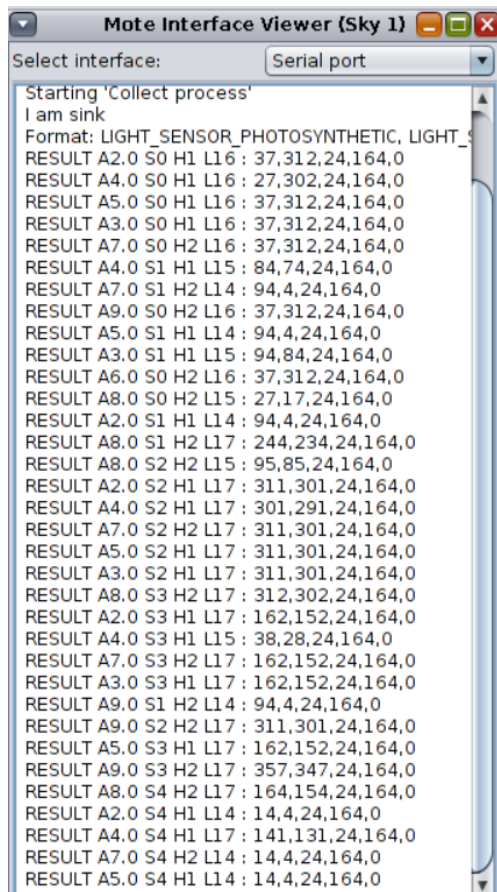 Mote Interface Viewer (Sky 1)
Select interface: Serial port
Starting 'Collect process'
I am sink
Format: LIGHT_SENSOR_PHOTOSYNTHETIC, LIGHT_S
RESULT A2.0 S0 H1 L16 : 37,312,24,164,0
RESULT A4.0 S0 H1 L16 : 27,302,24,164,0
RESULT A5.0 S0 H1 L16 : 37,312,24,164,0
RESULT A3.0 S0 H1 L16 : 37,312,24,164,0
RESULT A7.0 S0 H2 L16 : 37,312,24,164,0
RESULT A4.0 S1 H1 L15 : 84,74,24,164,0
RESULT A7.0 S1 H2 L14 : 94,4,24,164,0
RESULT A9.0 S0 H2 L16 : 37,312,24,164,0
RESULT A5.0 S1 H1 L14 : 94,4,24,164,0
RESULT A3.0 S1 H1 L15 : 94,84,24,164,0
RESULT A6.0 S0 H2 L16 : 37,312,24,164,0
RESULT A8.0 S0 H2 L15 : 27,17,24,164,0
RESULT A2.0 S1 H1 L14 : 94,4,24,164,0
RESULT A8.0 S1 H2 L17 : 244,234,24,164,0
RESULT A8.0 S2 H2 L15 : 95,85,24,164,0
RESULT A2.0 S2 H1 L17 : 311,301,24,164,0
RESULT A4.0 S2 H1 L17 : 301,291,24,164,0
RESULT A7.0 S2 H2 L17 : 311,301,24,164,0
RESULT A5.0 S2 H1 L17 : 311,301,24,164,0
RESULT A3.0 S2 H1 L17 : 311,301,24,164,0
RESULT A8.0 S3 H2 L17 : 312,302,24,164,0
RESULT A2.0 S3 H1 L17 : 162,152,24,164,0
RESULT A4.0 S3 H1 L15 : 38,28,24,164,0
RESULT A7.0 S3 H2 L17 : 162,152,24,164,0
RESULT A3.0 S3 H1 L17 : 162,152,24,164,0
RESULT A9.0 S1 H2 L14 : 94,4,24,164,0
RESULT A9.0 S2 H2 L17 : 311,301,24,164,0
RESULT A5.0 S3 H1 L17 : 162,152,24,164,0
RESULT A9.0 S3 H2 L17 : 357,347,24,164,0
RESULT A8.0 S4 H2 L17 : 164,154,24,164,0
RESULT A2.0 S4 H1 L14 : 14,4,24,164,0
RESULT A4.0 S4 H1 L17 : 141,131,24,164,0
RESULT A7.0 S4 H2 L14 : 14,4,24,164,0
RESULT A5.0 S4 H1 L14 : 14,4,24,164,0